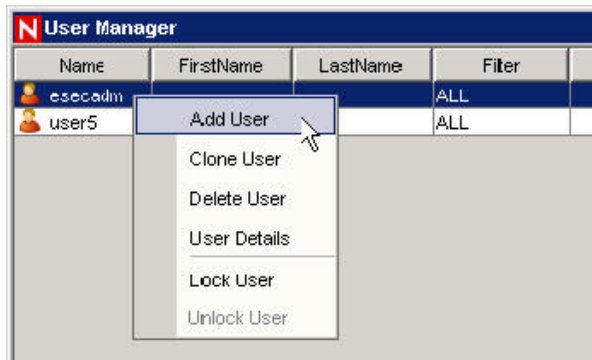 N User Manager
Name FirstName LastName Filter
esecadm ALL
user5 ALL
Add User
Clone User
Delete User
User Details
Lock User
Unlock User